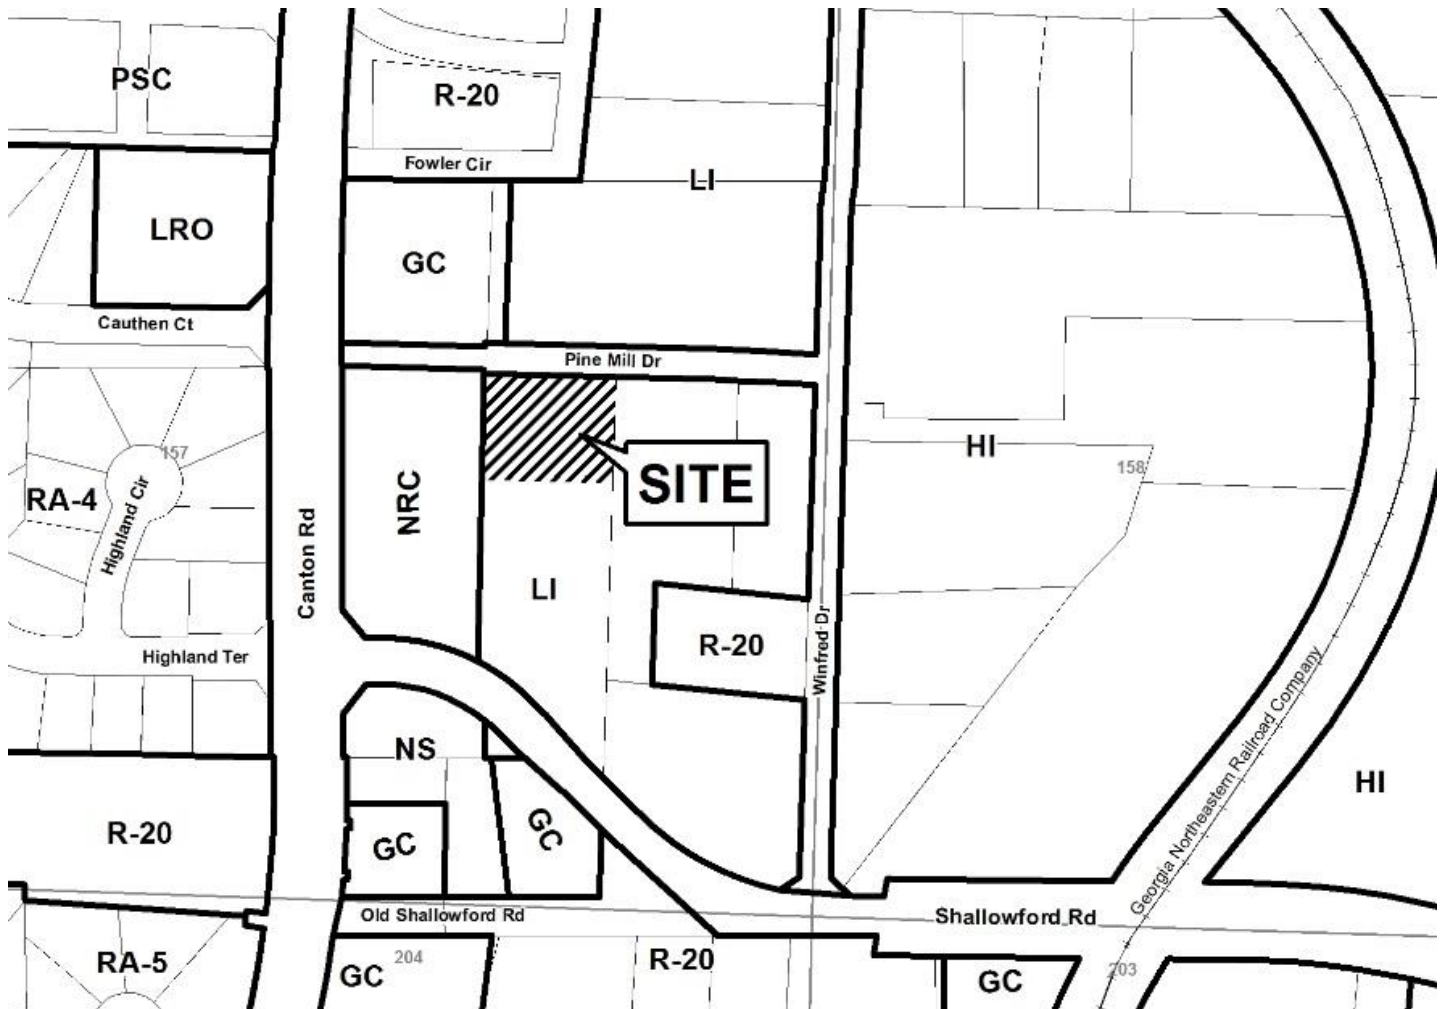 PSC
R-20
Fowler Cir
LI
LRO
GC
Cauthen Ct
Pine Mill Dr
157
HI
158
SITE
RA-4
Highland Cir
NRC
Canton Rd
LI
Winfred Dr
R-20
Highland Ter
Georgia Northeastern Railroad Company
NS
HI
R-20
GC
GC
Old Shallowford Rd
Shallowford Rd
RA-5
204
GC
R-20
203
GC